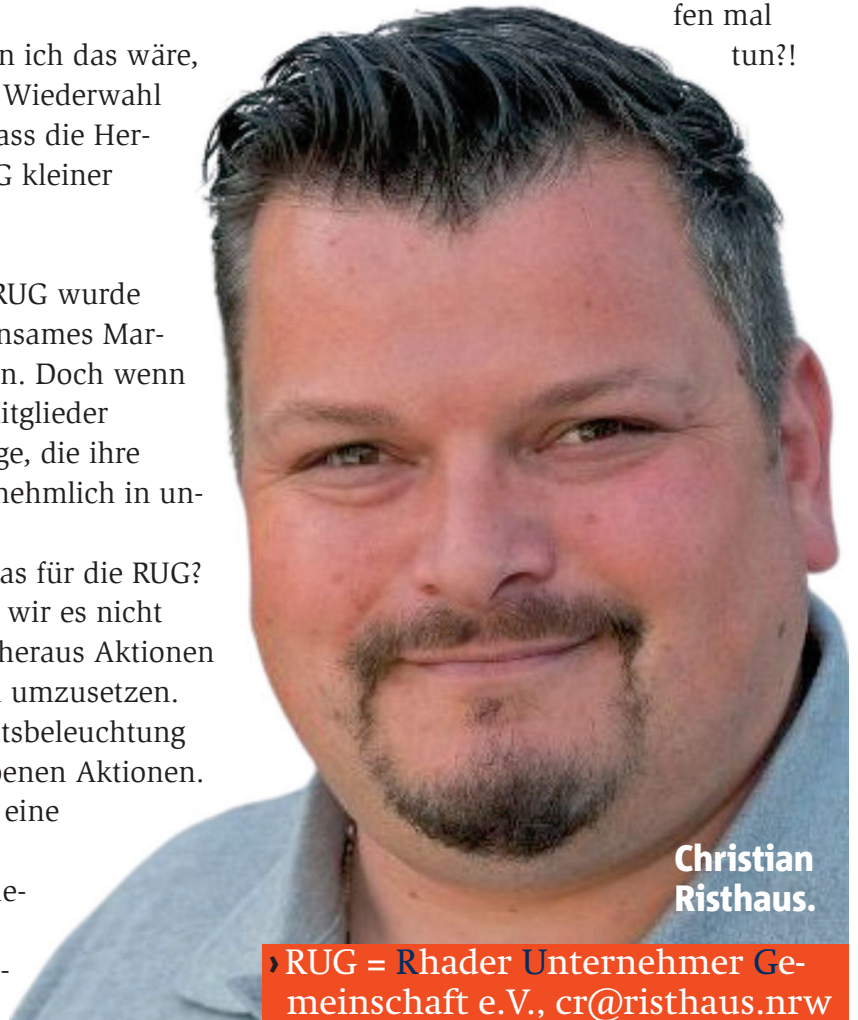 n ich das wäre,
Wiederwahl
ass die Her-
G kleiner
RUG wurde
nsames Mar-
n. Doch wenn
itglieder
ge, die ihre
nehmlich in un-
as für die RUG?
wir es nicht
heraus Aktionen
umzusetzen.
tsbeleuchtung
enen Aktionen.
eine
e-
-
fen mal
tun?!
Christian
Risthaus.
› RUG = Rhader Unternehmer Ge-
meinschaft e.V., cr@risthaus.nrw